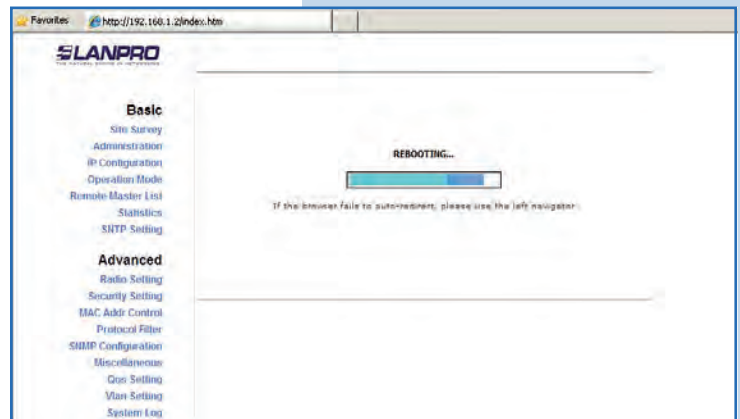 Favorites http://192.168.1.2/index.htm
LANPRO
Basic
Site Survey
Administration
IP Configuration
Operation Mode
Remote Master List
Statistics
SNTP Setting
REBOOTING...
If the browser fails to auto-redirect, please use the left navigator
Advanced
Radio Setting
Security Setting
MAC Addr Control
Protocol Filter
SNMP Configuration
Miscellaneous
Qos Setting
Vlan Setting
System Log